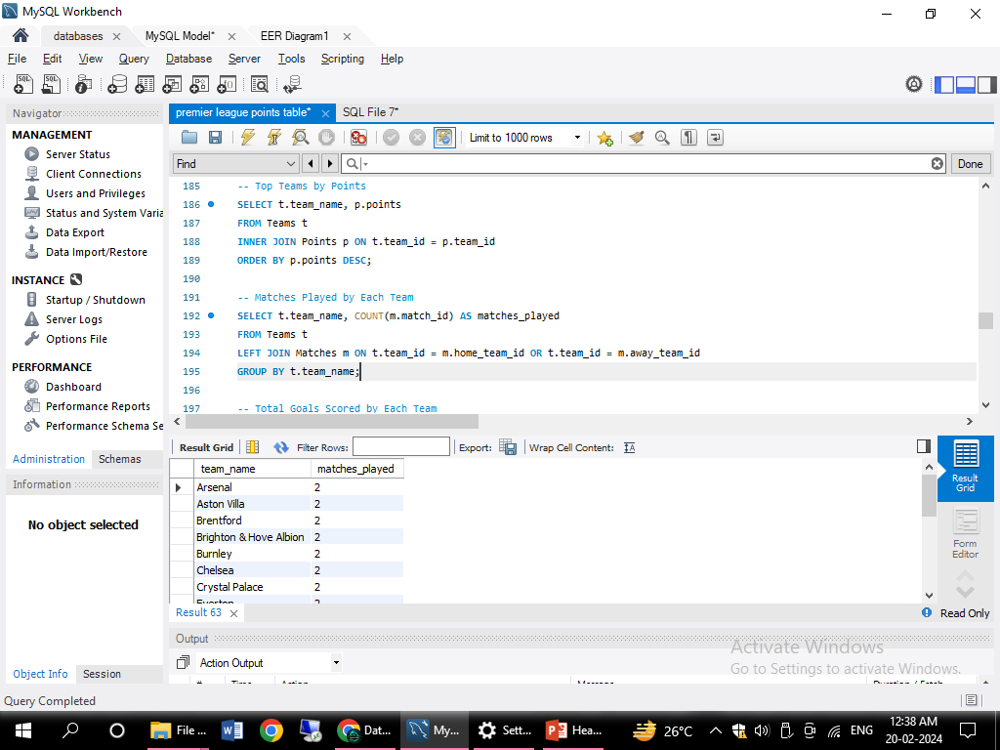 MySQL Workbench
databases
MySQL Model*
EER Diagram1
File Edit View Query Database Server Tools Scripting Help
Navigator
MANAGEMENT
Server Status
Client Connections
Users and Privileges
Status and System Varia
Data Export
Data Import/Restore
INSTANCE
Startup / Shutdown
Server Logs
Options File
PERFORMANCE
Dashboard
Performance Reports
Performance Schema Se
Administration Schemas
Information
No object selected
Object Info Session
premier league points table* SQL File 7*
Limit to 1000 rows
Find Done
185 -- Top Teams by Points
186 SELECT t.team_name, p.points
187 FROM Teams t
188 INNER JOIN Points p ON t.team_id = p.team_id
189 ORDER BY p.points DESC;
190
191 -- Matches Played by Each Team
192 SELECT t.team_name, COUNT(m.match_id) AS matches_played
193 FROM Teams t
194 LEFT JOIN Matches m ON t.team_id = m.home_team_id OR t.team_id = m.away_team_id
195 GROUP BY t.team_name;
196
197 -- Total Goals Scored by Each Team
Result Grid Filter Rows: Export: Wrap Cell Content:
team_name matches_played
Arsenal 2
Aston Villa 2
Brentford 2
Brighton & Hove Albion 2
Burnley 2
Chelsea 2
Crystal Palace 2
Everton 2
Result Grid
Form Editor
Result 63
Read Only
Output
Action Output
# Time Action Message Duration / Fetch
Activate Windows
Go to Settings to activate Windows.
Query Completed
File ... Dat... My... Sett... Hea...
26°C
ENG
12:38 AM
20-02-2024